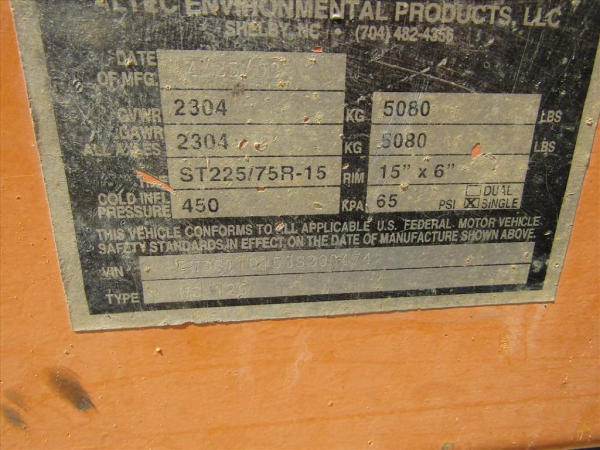 ALTEC ENVIRONMENTAL PRODUCTS, LLC
SHELBY, NC • (704) 482-4356
DATE OF MFG.
GVWR 2304 KG 5080 LBS
GAWR ALL AXLES 2304 KG 5080 LBS
TIRE ST225/75R-15 RIM 15" x 6"
COLD INFL PRESSURE 450 KPA 65 PSI DUAL SINGLE
THIS VEHICLE CONFORMS TO ALL APPLICABLE U.S. FEDERAL MOTOR VEHICLE
SAFETY STANDARDS IN EFFECT ON THE DATE OF MANUFACTURE SHOWN ABOVE.
VIN
TYPE